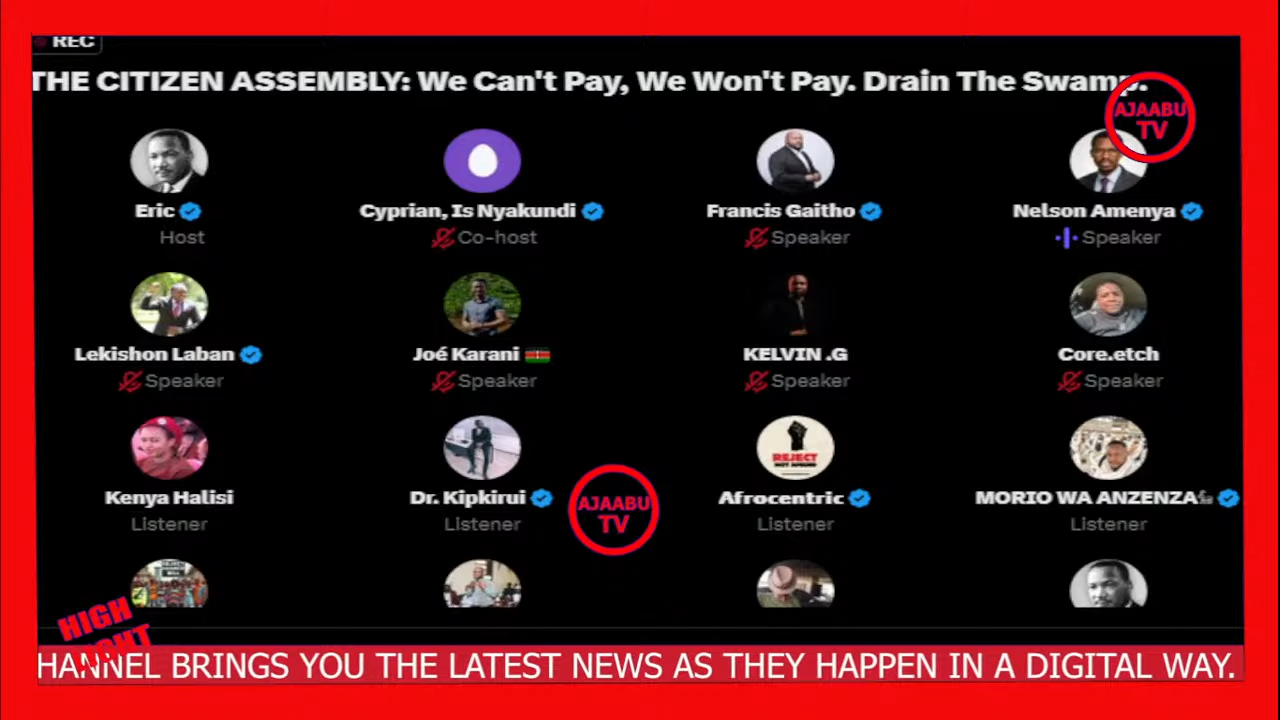 REC
THE CITIZEN ASSEMBLY: We Can't Pay, We Won't Pay. Drain The Swamp.
AJAABU
TV
Eric
Cyprian, Is Nyakundi
Francis Gaitho
Nelson Amenya
Host
Co-host
Speaker
Speaker
Lekishon Laban
Joé Karani
KELVIN .G
Core.etch
Speaker
Speaker
Speaker
Speaker
REJECT
Kenya Halisi
Dr. Kipkirui
Afrocentric
MORIO WA ANZENZA
Listener
Listener
Listener
Listener
AJAABU
TV
HIGH
HANNEL BRINGS YOU THE LATEST NEWS AS THEY HAPPEN IN A DIGITAL WAY.